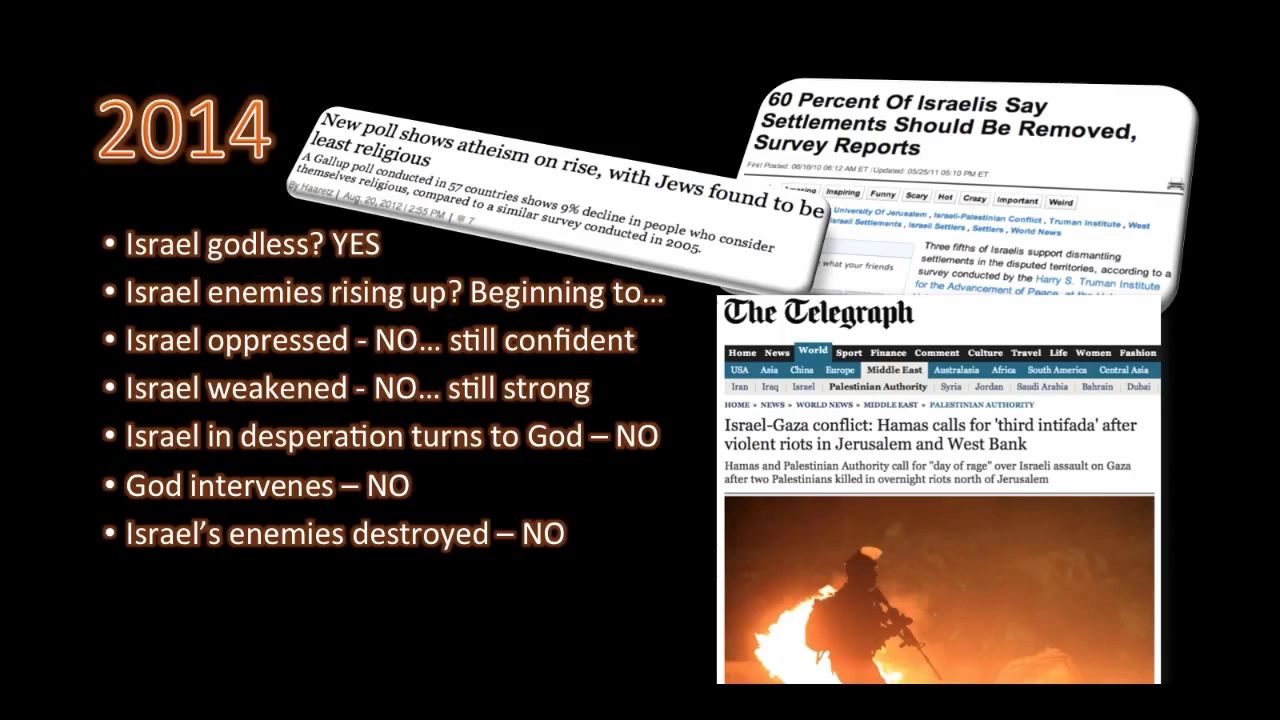 2014
• Israel godless? YES
• Israel enemies rising up? Beginning to...
• Israel oppressed - NO... still confident
• Israel weakened - NO... still strong
• Israel in desperation turns to God – NO
• God intervenes – NO
• Israel’s enemies destroyed – NO
New poll shows atheism on rise, with Jews found to be
least religious
A Gallup poll conducted in 57 countries shows 9% decline in people who consider
themselves religious, compared to a similar survey conducted in 2005.
By Haaretz | Aug. 20, 2012 | 2:55 PM | 7
60 Percent Of Israelis Say
Settlements Should Be Removed,
Survey Reports
First Posted: 06/16/10 06:12 AM ET | Updated: 05/25/11 05:10 PM ET
Amazing Inspiring Funny Scary Hot Crazy Important Weird
University Of Jerusalem , Israeli-Palestinian Conflict , Truman Institute , West
Israeli Settlements , Israeli Settlers , Settlers , World News
what your friends
Three fifths of Israelis support dismantling
settlements in the disputed territories, according to a
survey conducted by the Harry S. Truman Institute
for the Advancement of Peace, at the
The Telegraph
Home News World Sport Finance Comment Culture Travel Life Women Fashion
USA Asia China Europe Middle East Australasia Africa South America Central Asia
Iran Iraq Israel Palestinian Authority Syria Jordan Saudi Arabia Bahrain Dubai
HOME » NEWS » WORLD NEWS » MIDDLE EAST » PALESTINIAN AUTHORITY
Israel-Gaza conflict: Hamas calls for 'third intifada' after
violent riots in Jerusalem and West Bank
Hamas and Palestinian Authority call for "day of rage" over Israeli assault on Gaza
after two Palestinians killed in overnight riots north of Jerusalem